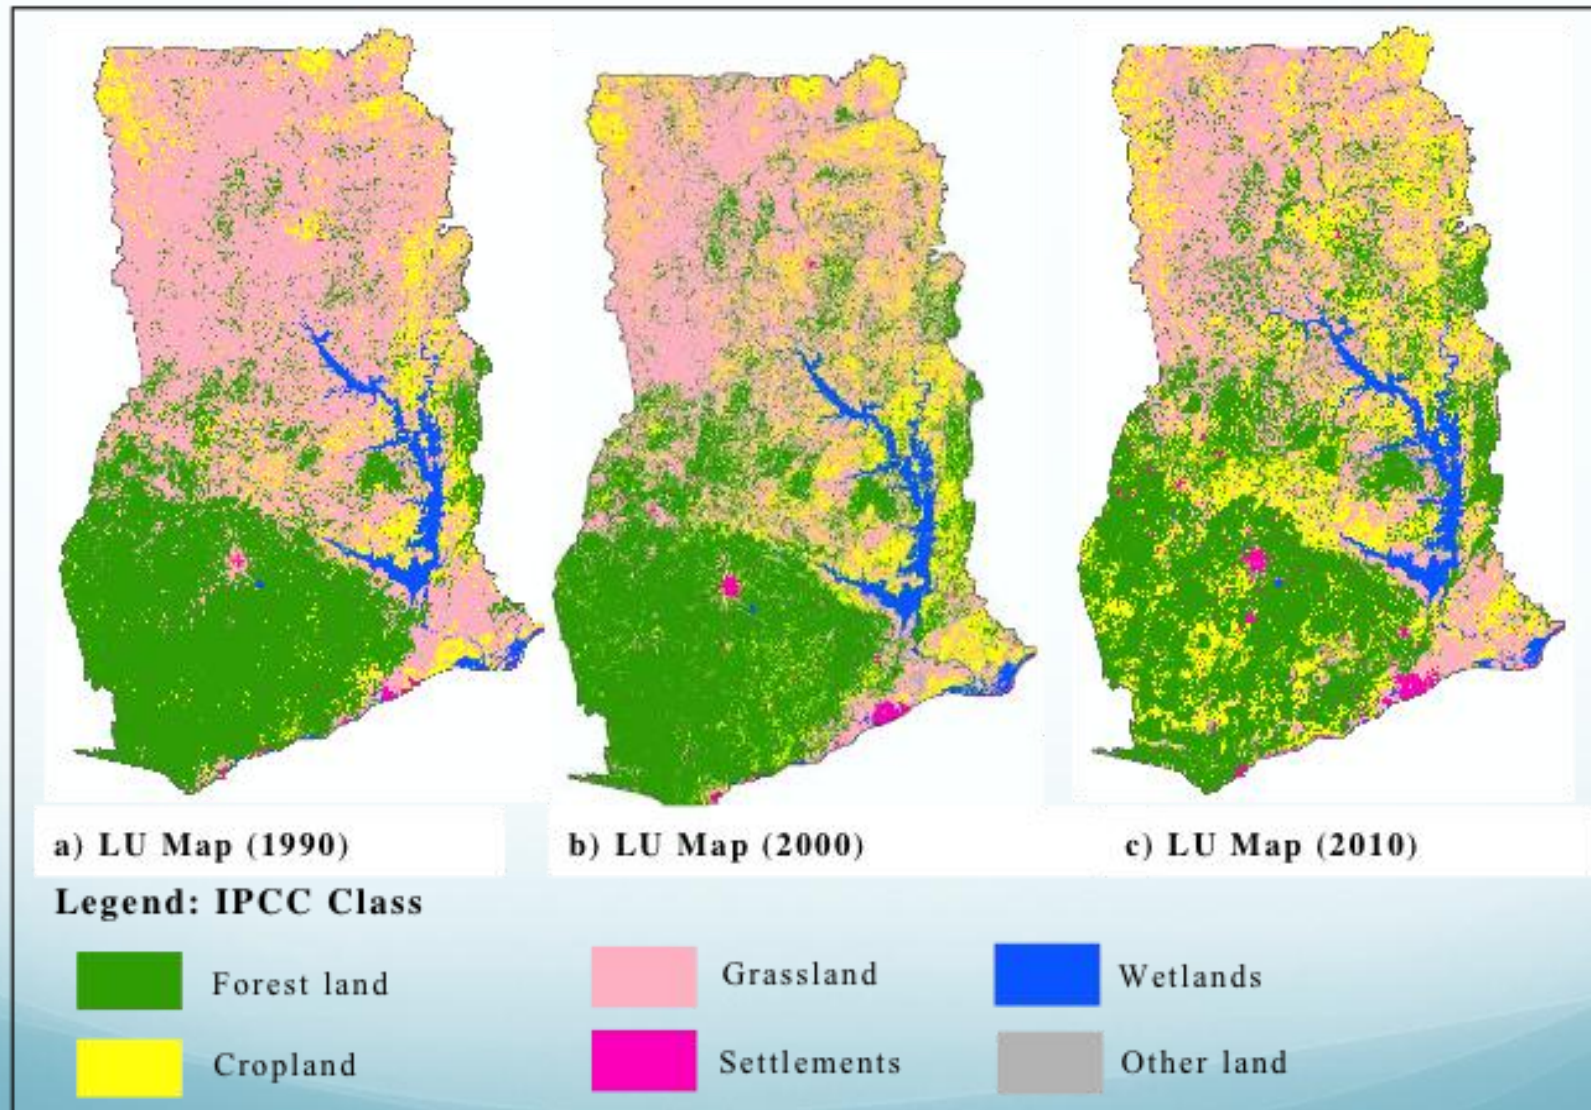 a) LU Map (1990)
b) LU Map (2000)
c) LU Map (2010)
Legend: IPCC Class
Forest land
Grassland
Wetlands
Cropland
Settlements
Other land